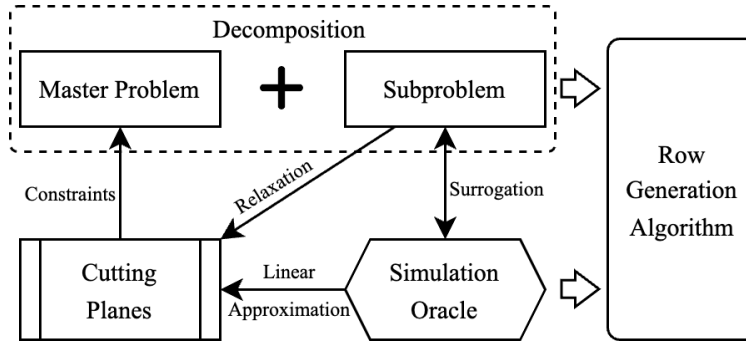 Decomposition
Master Problem
Subproblem
Constraints
Relaxation
Surrogation
Row
Generation
Algorithm
Cutting
Planes
Linear
Approximation
Simulation
Oracle